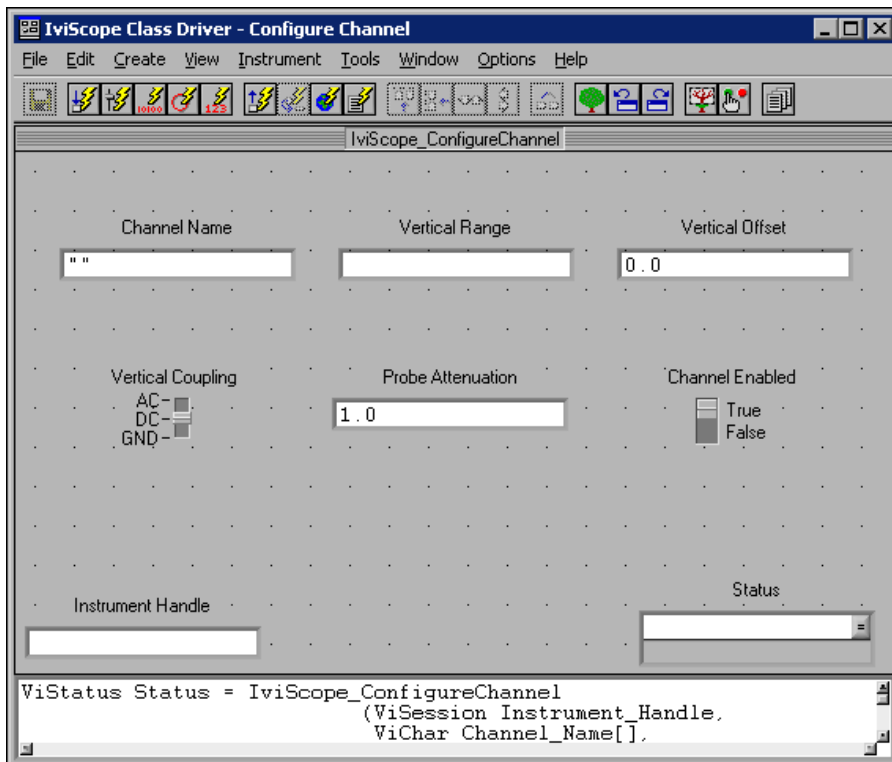 IviScope Class Driver - Configure Channel
File Edit Create View Instrument Tools Window Options Help
IviScope_ConfigureChannel
Channel Name Vertical Range Vertical Offset
"" 0.0
Vertical Coupling Probe Attenuation Channel Enabled
AC
DC
GND
1.0
True
False
Instrument Handle Status
=
ViStatus Status = IviScope_ConfigureChannel
(ViSession Instrument_Handle,
ViChar Channel_Name[],